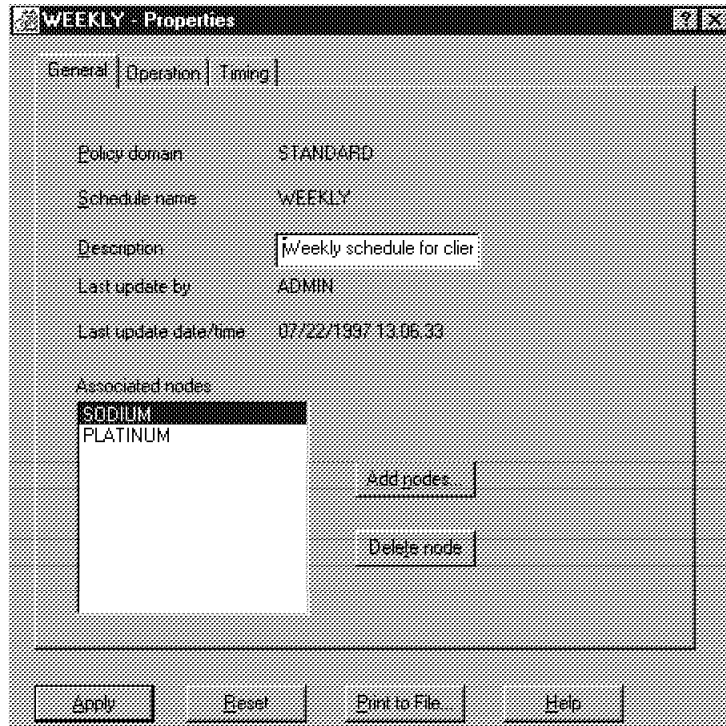 WEEKLY - Properties
General Operation Timing
Policy domain STANDARD
Schedule name WEEKLY
Description Weekly schedule for clier
Last update by ADMIN
Last update date/time 07/22/1997 13.06.33
Associated nodes
SODIUM
PLATINUM
Add nodes...
Delete node
Apply Reset Print to File... Help